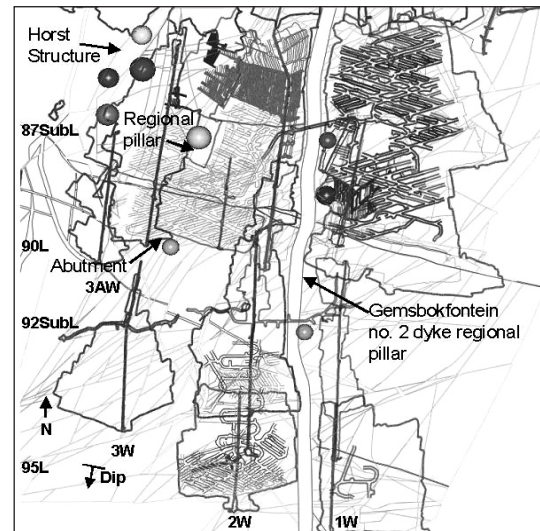 Horst
Structure
87SubL
Regional
pillar
90L
Abutment
3AW
Gemsbokfontein
no. 2 dyke regional
pillar
92SubL
N
3W
95L
Dip
2W
1W